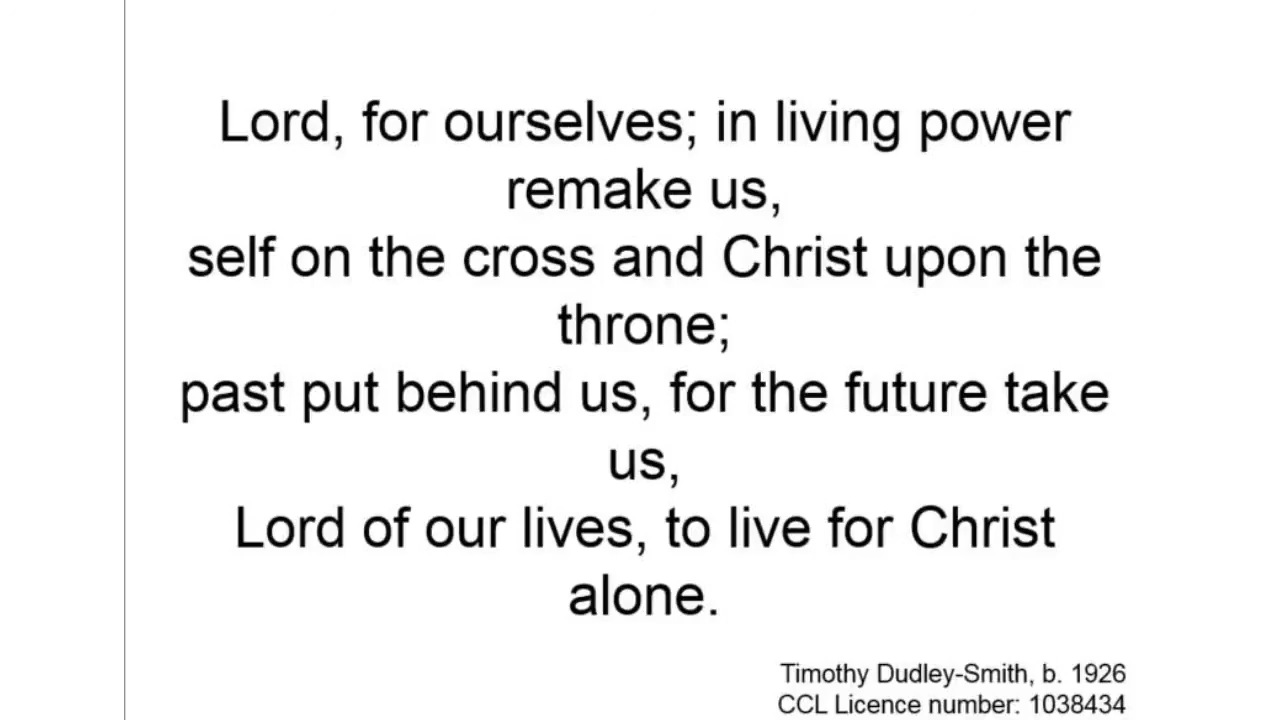 Lord, for ourselves; in living power
remake us,
self on the cross and Christ upon the
throne;
past put behind us, for the future take
us,
Lord of our lives, to live for Christ
alone.
Timothy Dudley-Smith, b. 1926
CCL Licence number: 1038434